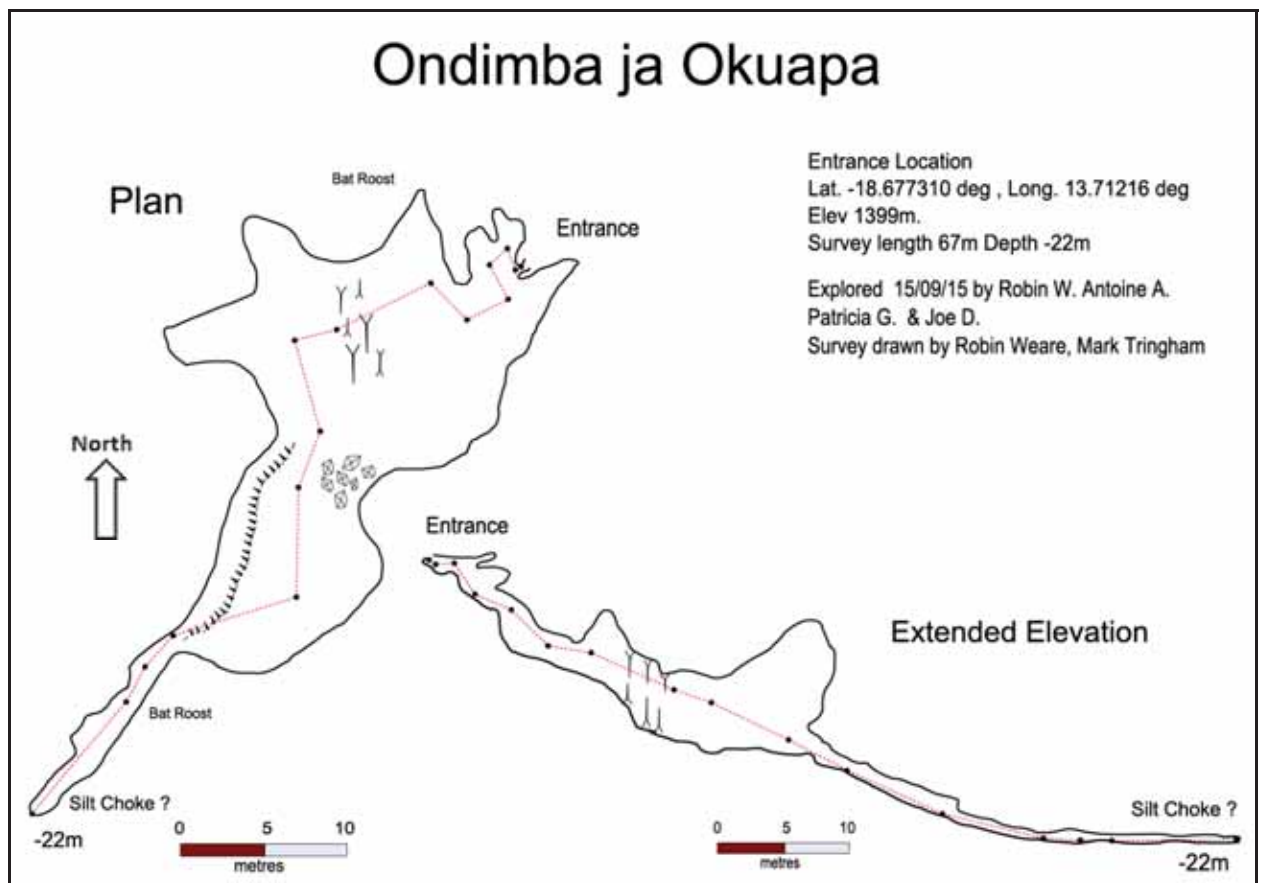 Ondimba ja Okuapa
Entrance Location
Lat. -18.677310 deg , Long. 13.71216 deg
Elev 1399m.
Survey length 67m Depth -22m
Explored 15/09/15 by Robin W. Antoine A.
Patricia G. & Joe D.
Survey drawn by Robin Weare, Mark Tringham
Plan
Bat Roost
Entrance
North
Bat Roost
Silt Choke ?
-22m
0 5 10
metres
Entrance
Extended Elevation
Silt Choke ?
-22m
0 5 10
metres